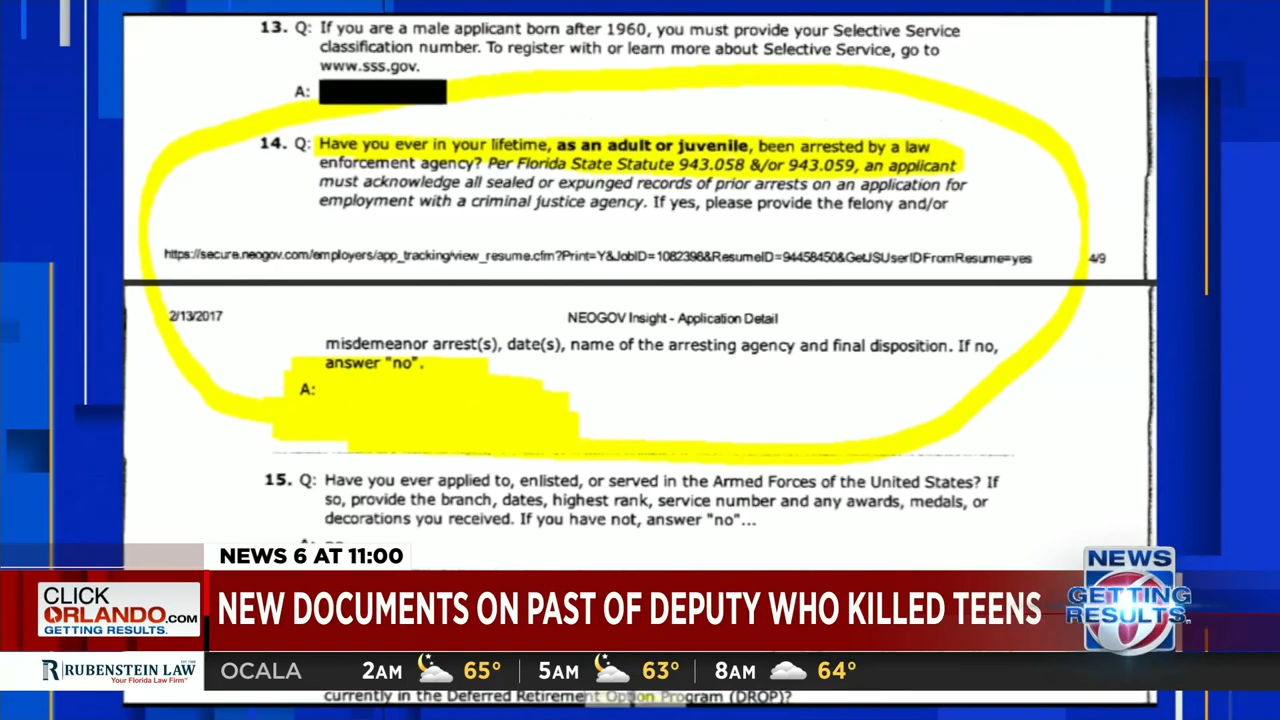 13. Q: If you are a male applicant born after 1960, you must provide your Selective Service
classification number. To register with or learn more about Selective Service, go to
www.sss.gov.
A:
14. Q: Have you ever in your lifetime, as an adult or juvenile, been arrested by a law
enforcement agency? Per Florida State Statute 943.058 &/or 943.059, an applicant
must acknowledge all sealed or expunged records of prior arrests on an application for
employment with a criminal justice agency. If yes, please provide the felony and/or
https://secure.neogov.com/employers/app_tracking/view_resume.cfm?Print=Y&JobID=1082398&ResumeID=94458450&GetJSUserIDFromResume=yes 4/9
2/13/2017 NEOGOV Insight - Application Detail
misdemeanor arrest(s), date(s), name of the arresting agency and final disposition. If no,
answer "no".
A:
15. Q: Have you ever applied to, enlisted, or served in the Armed Forces of the United States? If
so, provide the branch, dates, highest rank, service number and any awards, medals, or
decorations you received. If you have not, answer "no"...
NEWS 6 AT 11:00
CLICK
ORLANDO.com
GETTING RESULTS.
NEW DOCUMENTS ON PAST OF DEPUTY WHO KILLED TEENS
NEWS
6
GETTING
RESULTS.
RUBENSTEIN LAW
Your Florida Law Firm
OCALA 2AM 65° 5AM 63° 8AM 64°
currently in the Deferred Retirement Option Program (DROP)?